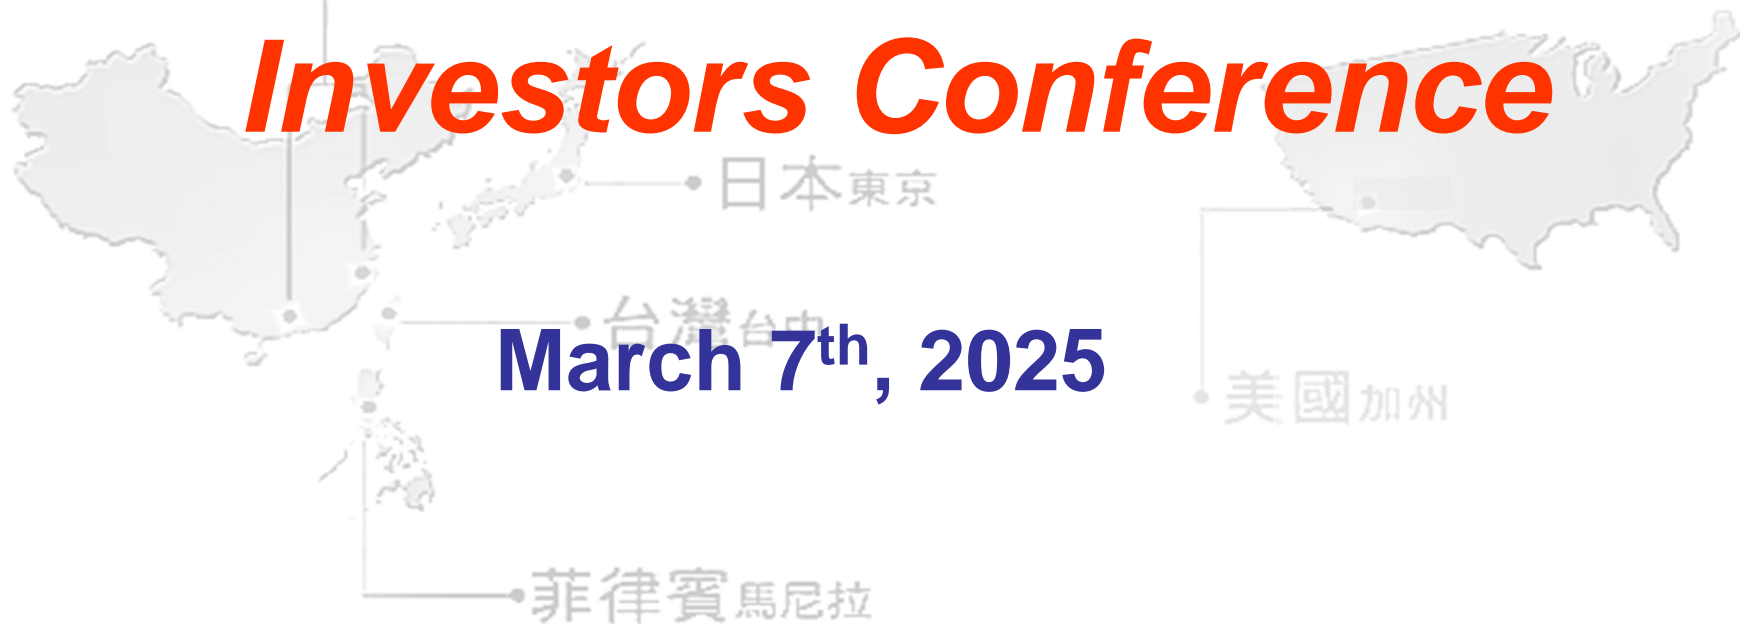 Investors Conference
日本東京
台灣台中
March 7th, 2025
美國加州
菲律賓馬尼拉